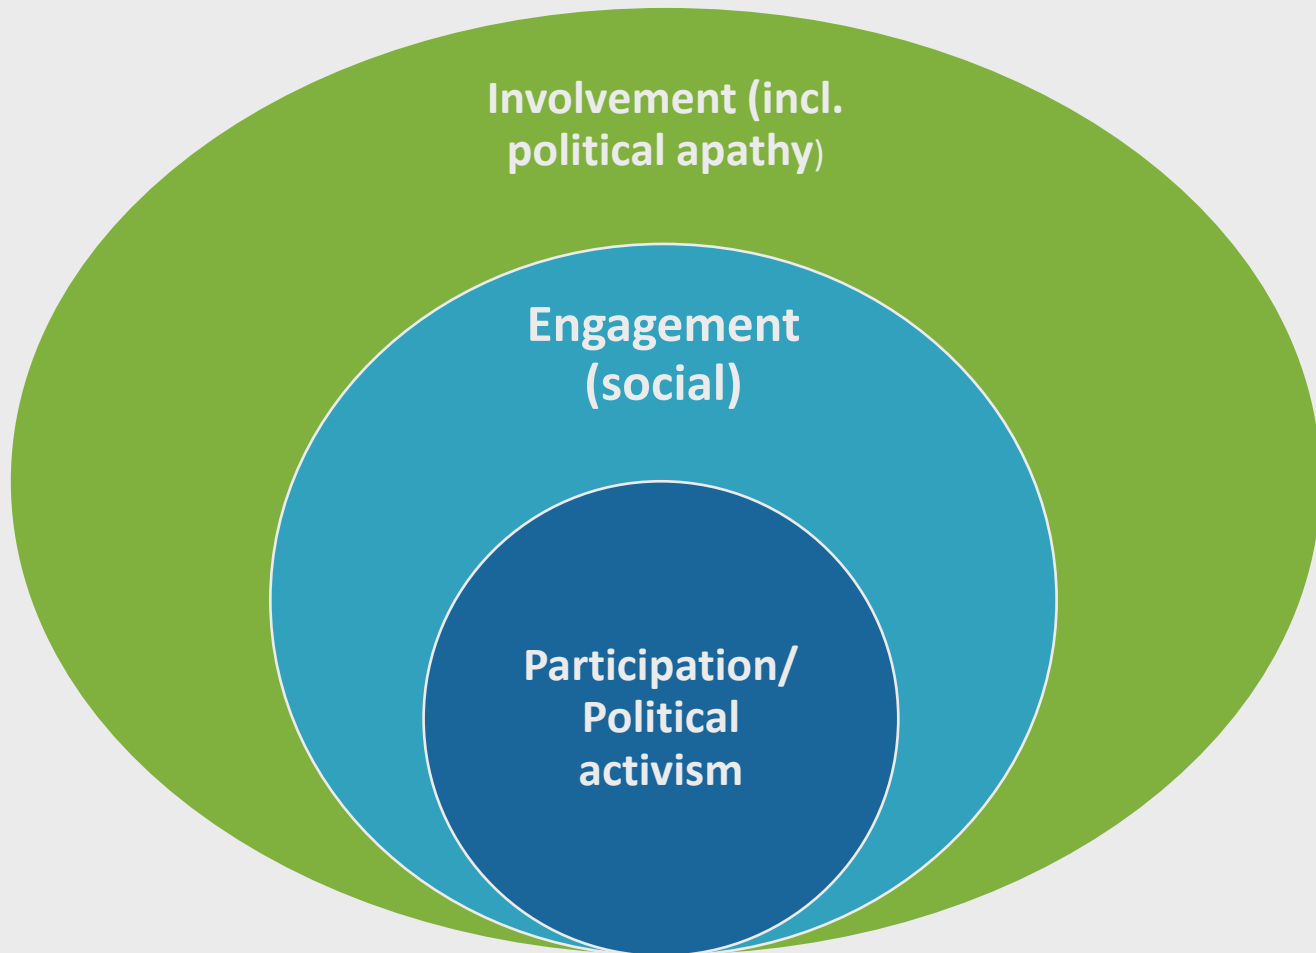 Involvement (incl.
political apathy)
Engagement
(social)
Participation/
Political
activism